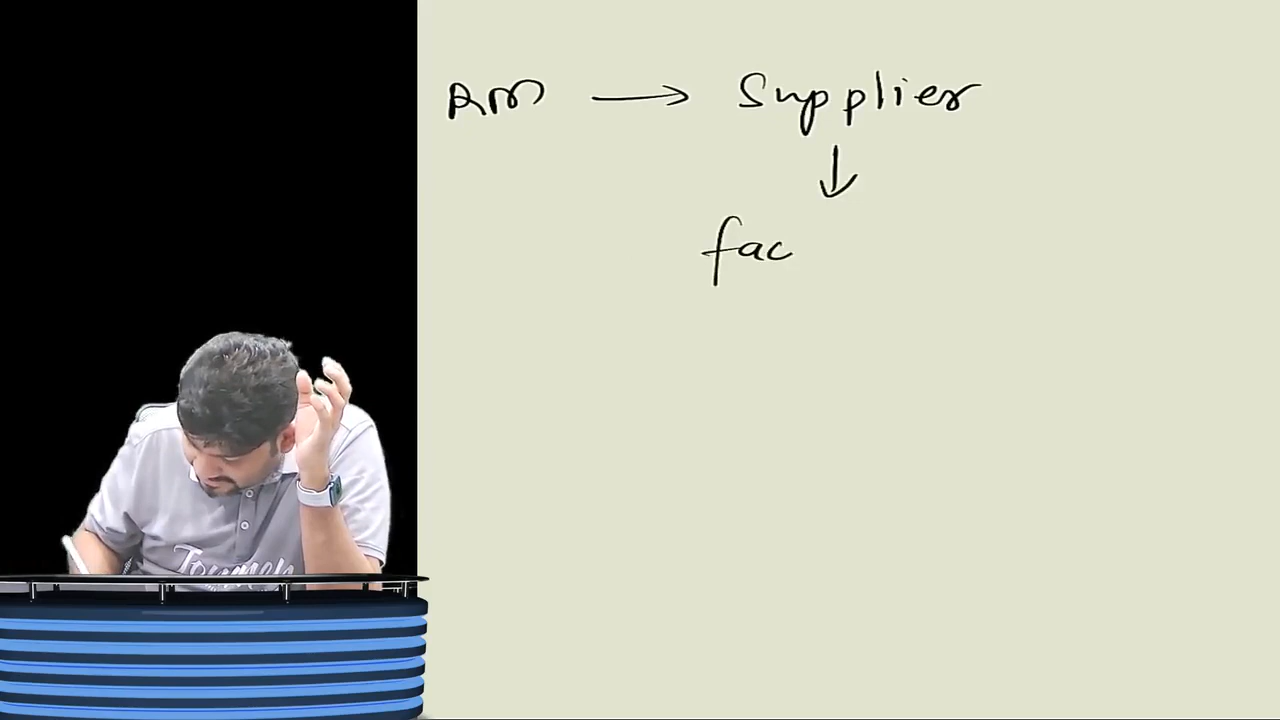 RM → Supplier
↓
fac